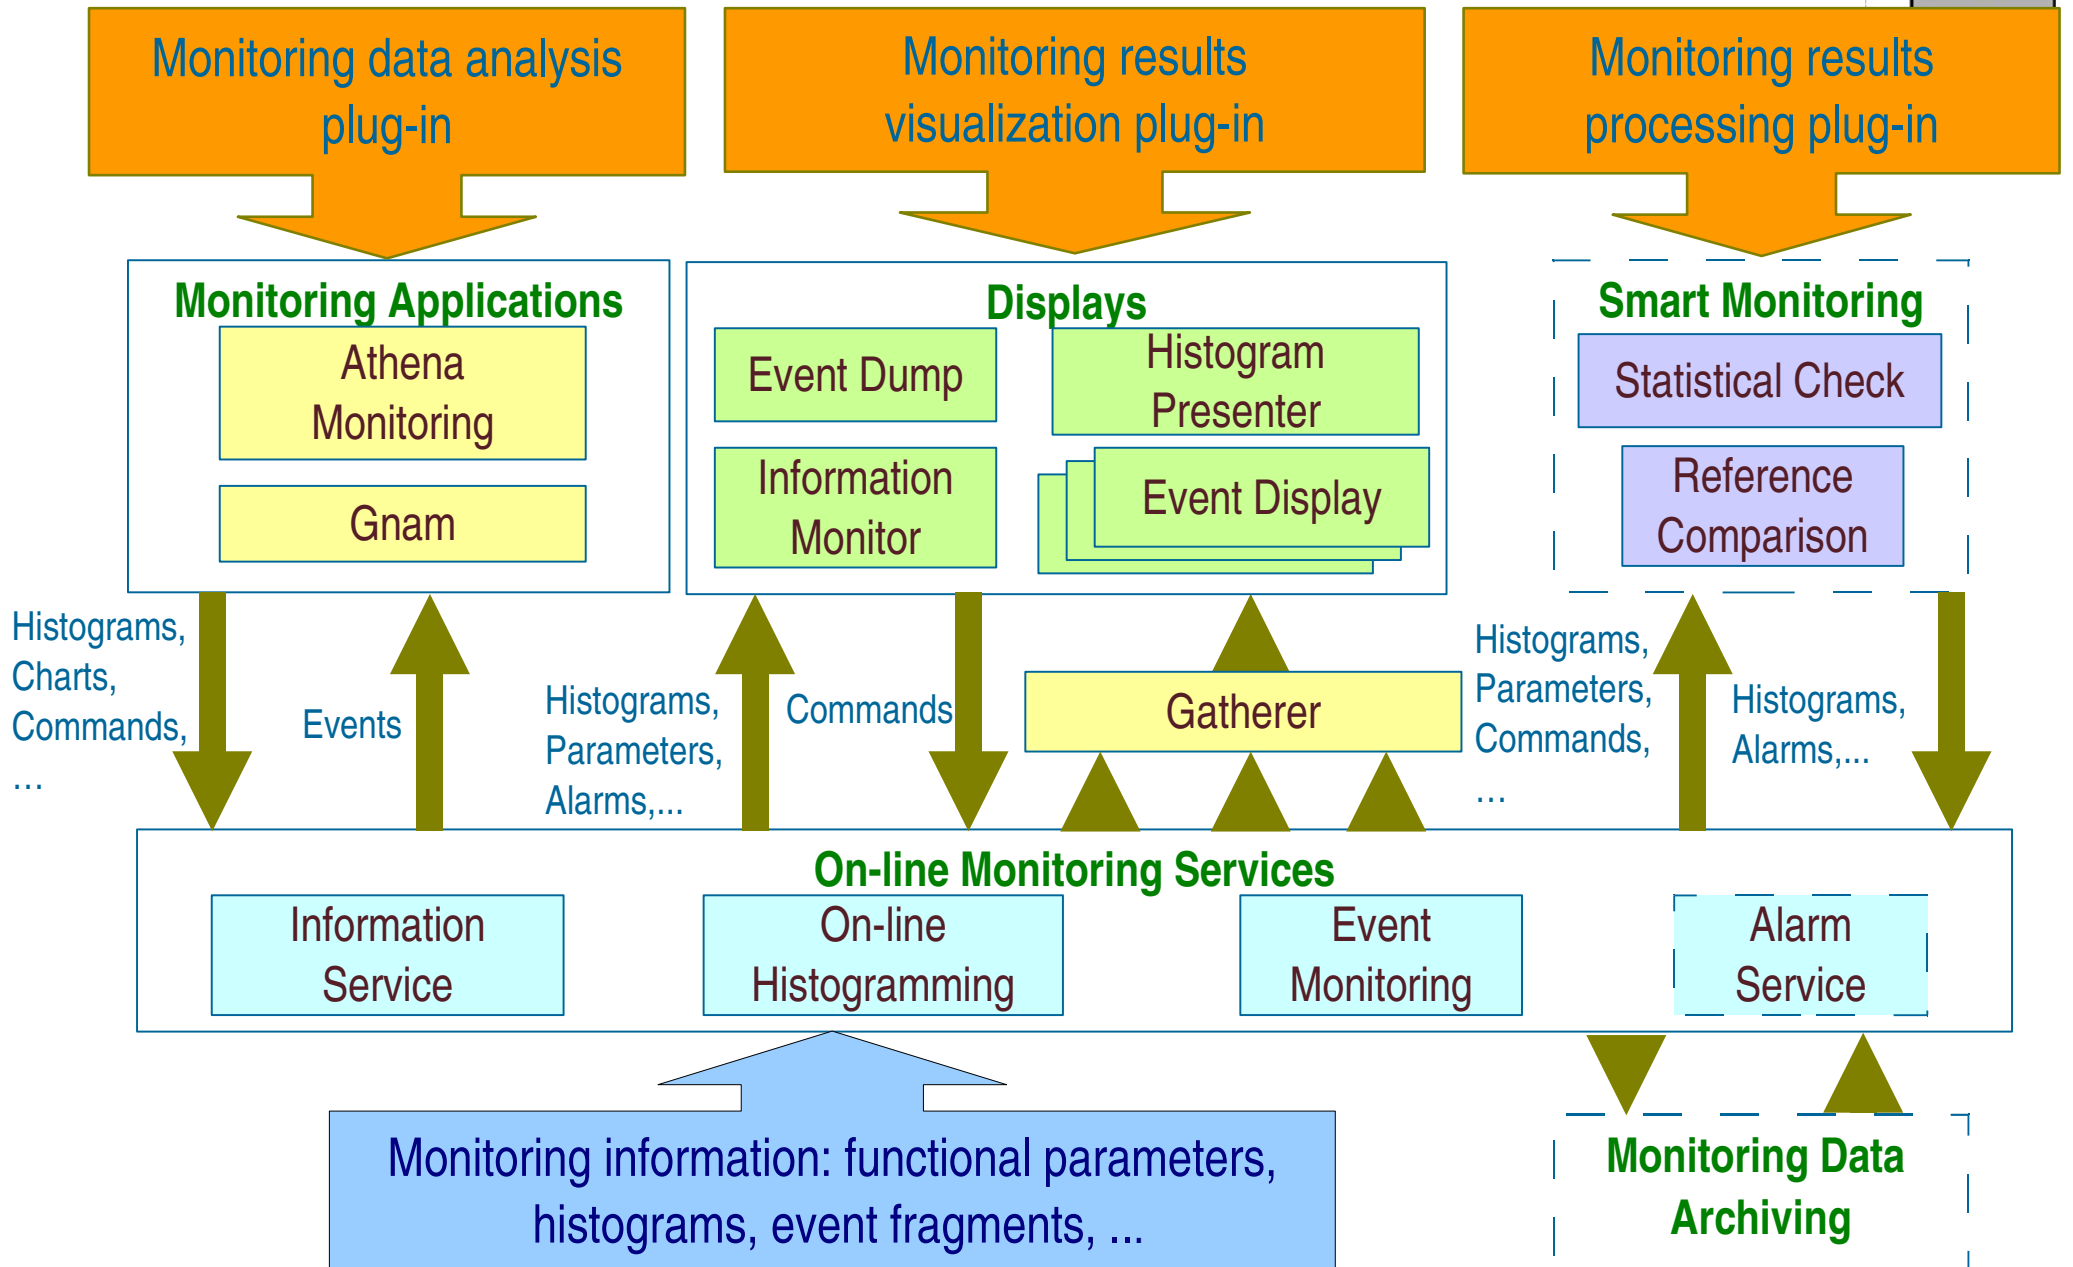 Monitoring data analysis
plug-in
Monitoring results
visualization plug-in
Monitoring results
processing plug-in
Monitoring Applications
Athena
Monitoring
Gnam
Displays
Event Dump
Histogram
Presenter
Information
Monitor
Event Display
Smart Monitoring
Statistical Check
Reference
Comparison
Histograms,
Charts,
Commands,
...
Events
Histograms,
Parameters,
Alarms,...
Commands
Gatherer
Histograms,
Parameters,
Commands,
...
Histograms,
Alarms,...
On-line Monitoring Services
Information
Service
On-line
Histogramming
Event
Monitoring
Alarm
Service
Monitoring information: functional parameters,
histograms, event fragments, ...
Monitoring Data
Archiving